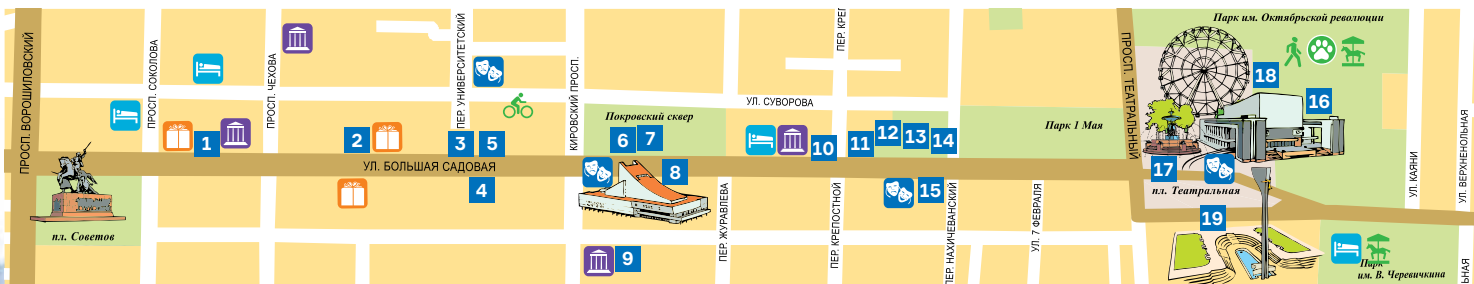 ПРОСП. ВОРОШИЛОВСКИЙ
пл. Советов
ПРОСП. СОКОЛОВА
1
ПРОСП. ЧЕХОВА
2
УЛ. БОЛЬШАЯ САДОВАЯ
ПЕР. УНИВЕРСИТЕТСКИЙ
3
4
5
КИРОВСКИЙ ПРОСП.
Покровский сквер
6
7
8
9
ПЕР. ЖУРАВЛЕВА
УЛ. СУВОРОВА
10
ПЕР. КРЕП
ПЕР. КРЕПОСТНОЙ
11
12
13
14
15
ПЕР. НАХИЧЕВАНСКИЙ
УЛ. 7 ФЕВРАЛЯ
Парк 1 Мая
ПРОСП. ТЕАТРАЛЬНЫЙ
Парк им. Октябрьской революции
18
16
17
пл. Театральная
19
Парк
им. В. Черевичкина
УЛ. КАЯНИ
УЛ. ВЕРХНЕНОЛЬНАЯ
ЬНАЯ